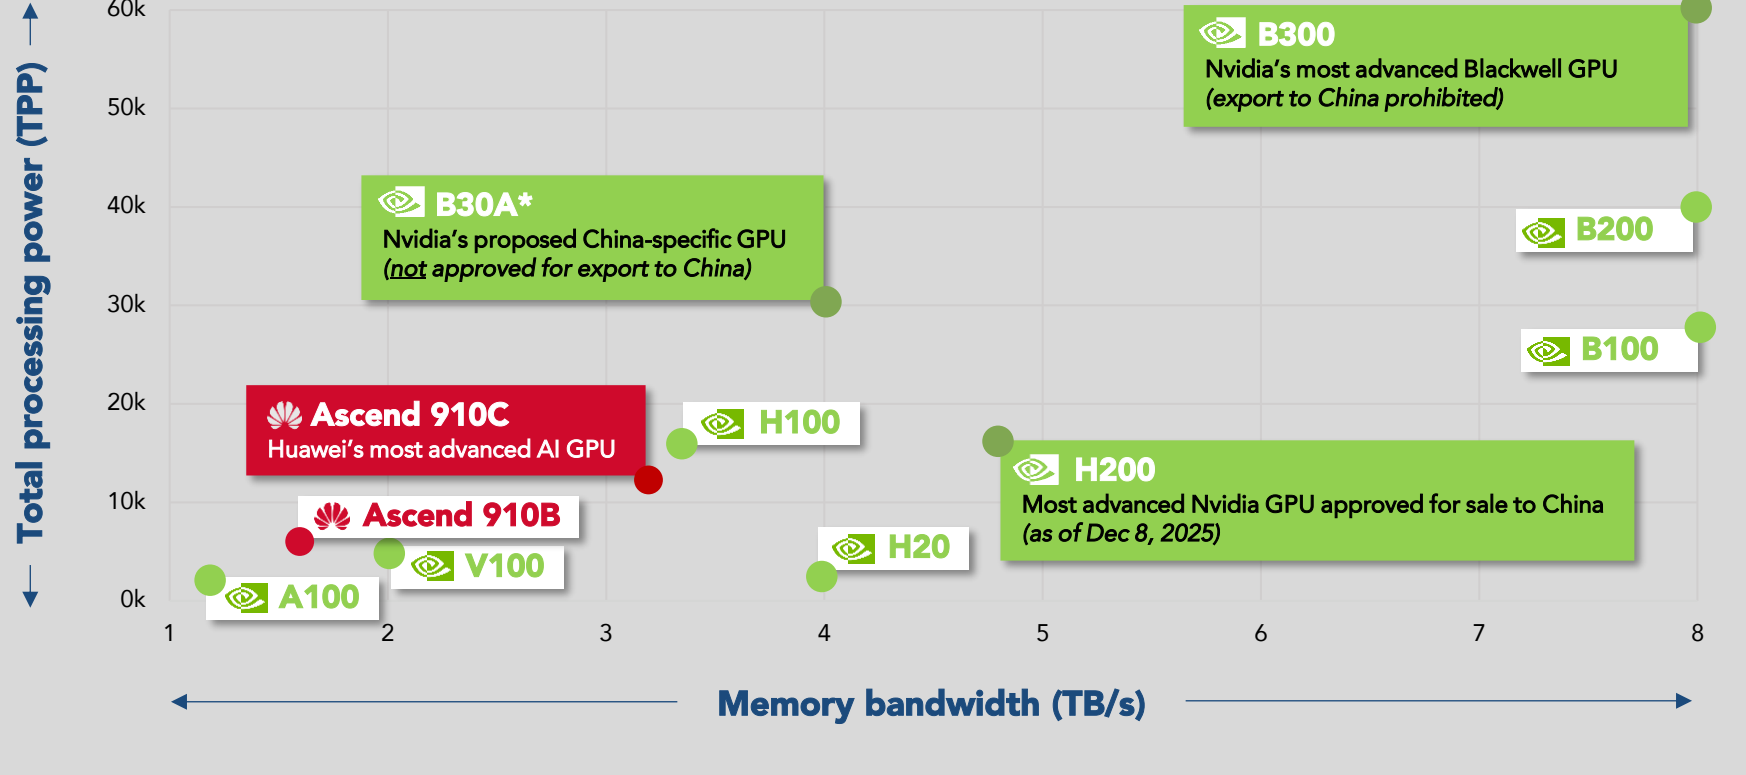 Total processing power (TPP)
60k
50k
40k
30k
20k
10k
0k
B300
Nvidia's most advanced Blackwell GPU
(export to China prohibited)
B30A*
Nvidia's proposed China-specific GPU
(not approved for export to China)
B200
B100
Ascend 910C
Huawei's most advanced AI GPU
H100
H200
Most advanced Nvidia GPU approved for sale to China
(as of Dec 8, 2025)
Ascend 910B
H20
V100
A100
1 2 3 4 5 6 7 8
Memory bandwidth (TB/s)